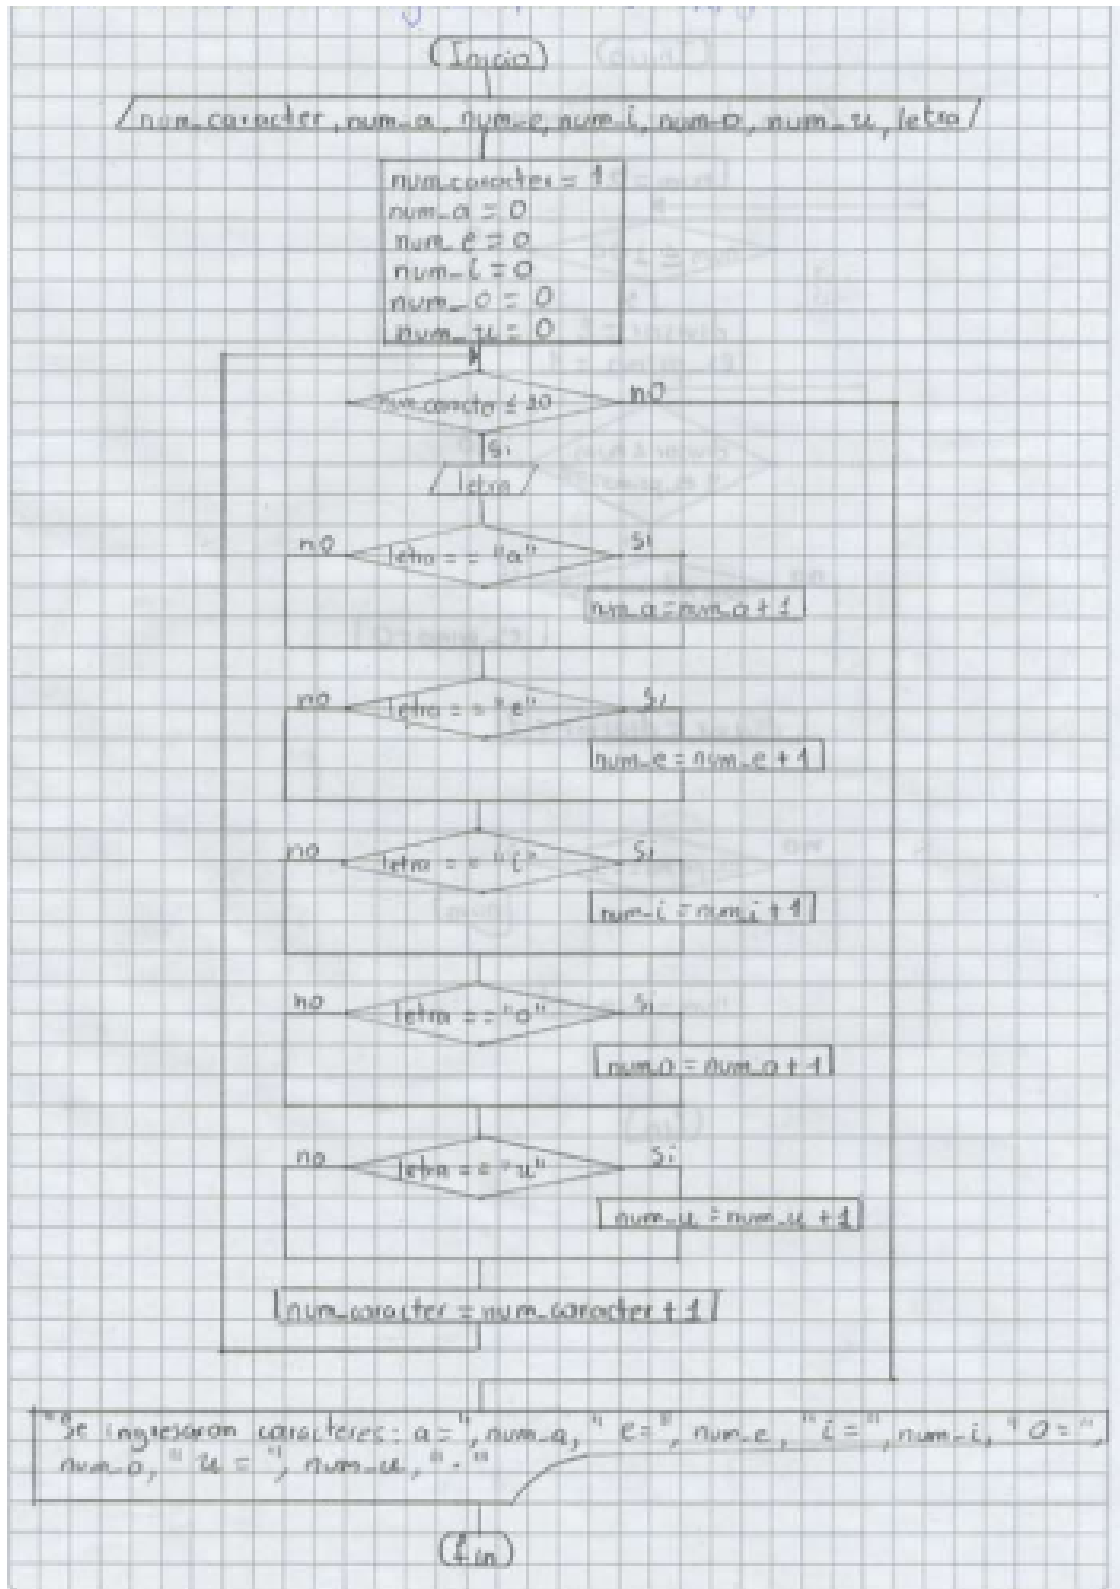 (Inicio)
/num_caracter, num_a, num_e, num_i, num_o, num_u, letra/
num_caracter = 1
num_a = 0
num_e = 0
num_i = 0
num_o = 0
num_u = 0
≤ 20
no
si
/letra/
no
letra == "a"
si
num_a = num_a + 1
no
letra == "e"
si
num_e = num_e + 1
no
letra == "i"
si
num_i = num_i + 1
no
letra == "o"
si
num_o = num_o + 1
no
letra == "u"
si
num_u = num_u + 1
num_caracter = num_caracter + 1
"Se ingresaron caracteres: a=", num_a, " e=", num_e, "i=", num_i, " o=",
num_o, " u = ", num_u, "."
(fin)